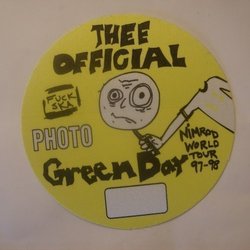 THEE
OFFICIAL
FUCK
SKA
PHOTO
Green Day
NIMROD
WORLD
TOUR
97-98